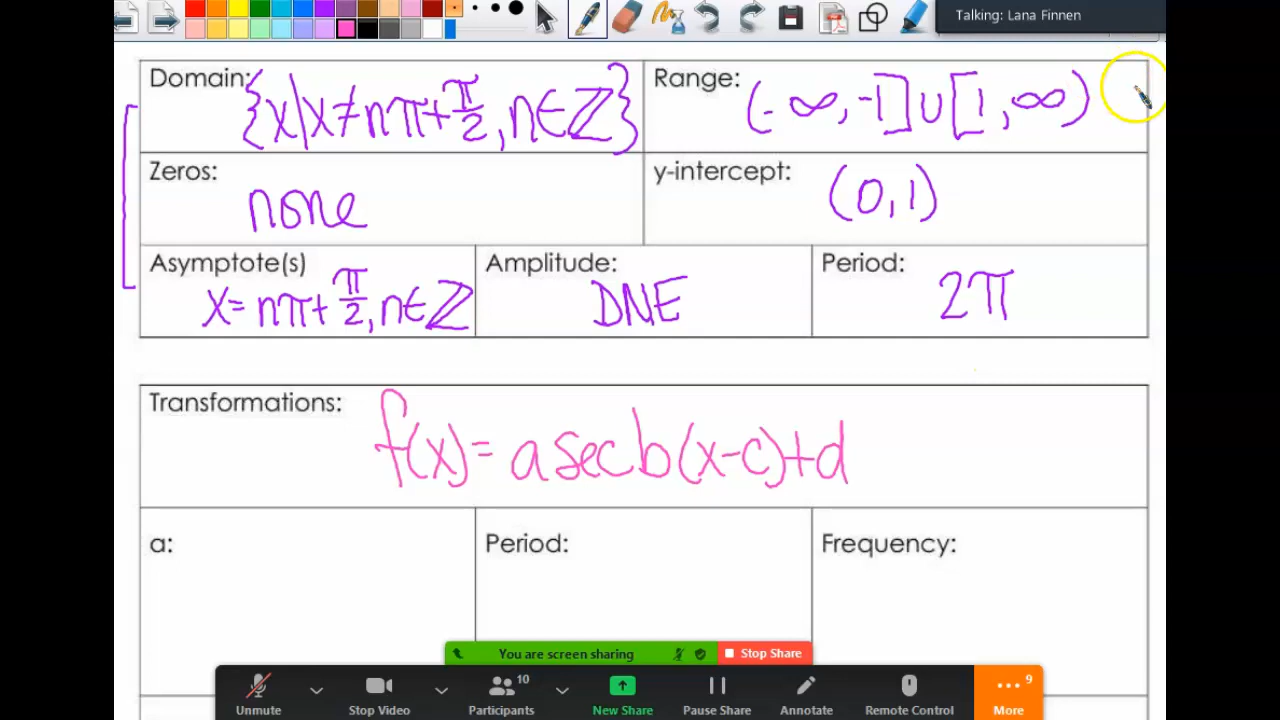 Talking: Lana Finnen
Domain: {x|x≠nπ+π/2, n∈ℤ}
Range: (-∞,-1]∪[1,∞)
Zeros: none
y-intercept: (0,1)
Asymptote(s) x=nπ+π/2, n∈ℤ
Amplitude: DNE
Period: 2π
Transformations: f(x)= a sec b(x-c)+d
a:
Period:
Frequency:
You are screen sharing
Stop Share
10
9
Unmute
Stop Video
Participants
New Share
Pause Share
Annotate
Remote Control
More